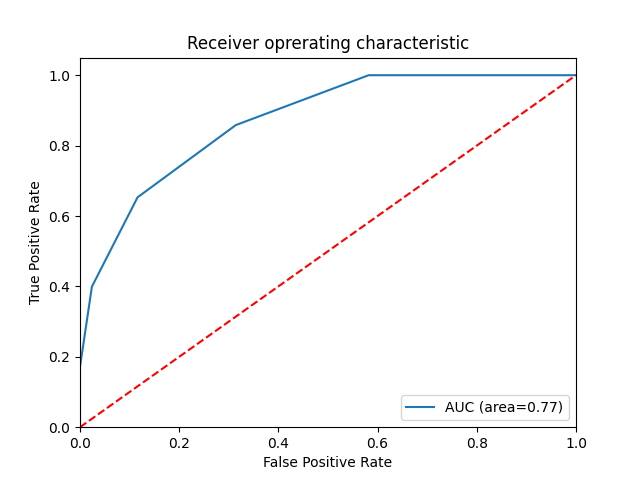 Receiver oprerating characteristic
True Positive Rate
1.0
0.8
0.6
0.4
0.2
0.0
AUC (area=0.77)
0.0 0.2 0.4 0.6 0.8 1.0
False Positive Rate